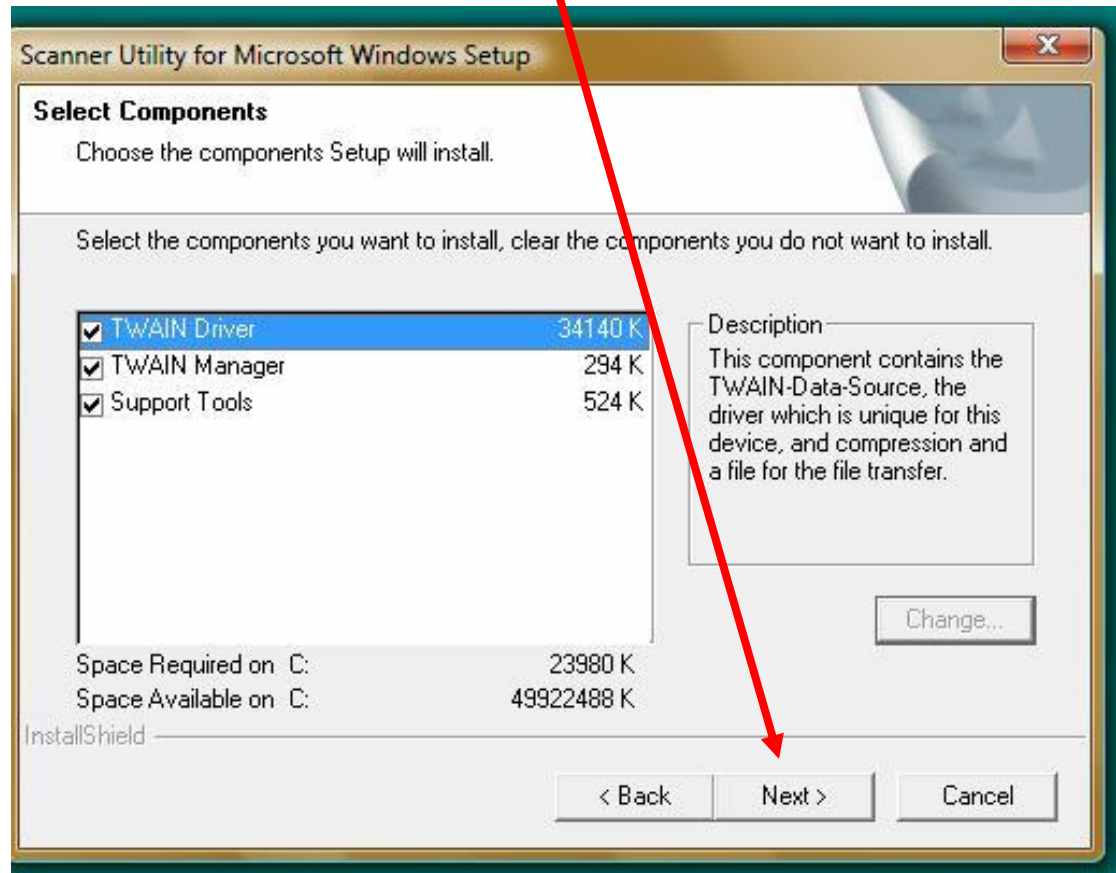 Scanner Utility for Microsoft Windows Setup
Select Components
Choose the components Setup will install.
Select the components you want to install, clear the components you do not want to install.
TWAIN Driver 34140 K
TWAIN Manager 294 K
Support Tools 524 K
Description
This component contains the
TWAIN-Data-Source, the
driver which is unique for this
device, and compression and
a file for the file transfer.
Change...
Space Required on C: 23980 K
Space Available on C: 49922488 K
InstallShield
< Back Next > Cancel